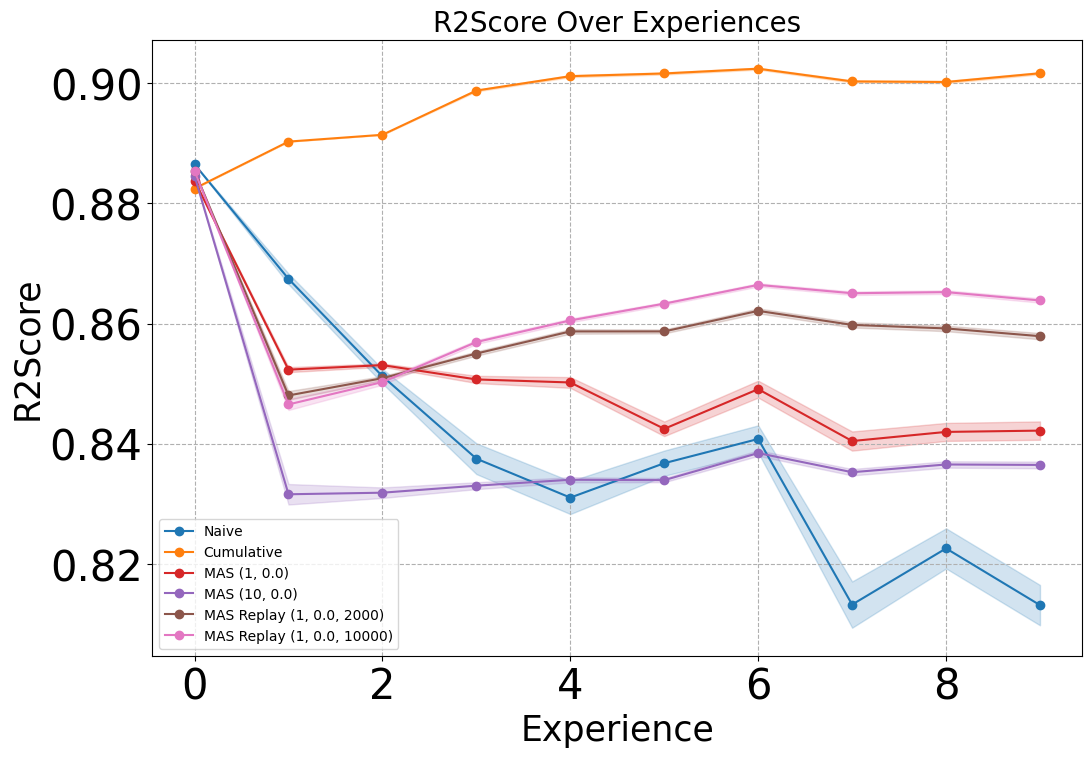 R2Score Over Experiences
R2Score
0.90
0.88
0.86
0.84
0.82
Naive
Cumulative
MAS (1, 0.0)
MAS (10, 0.0)
MAS Replay (1, 0.0, 2000)
MAS Replay (1, 0.0, 10000)
0 2 4 6 8
Experience